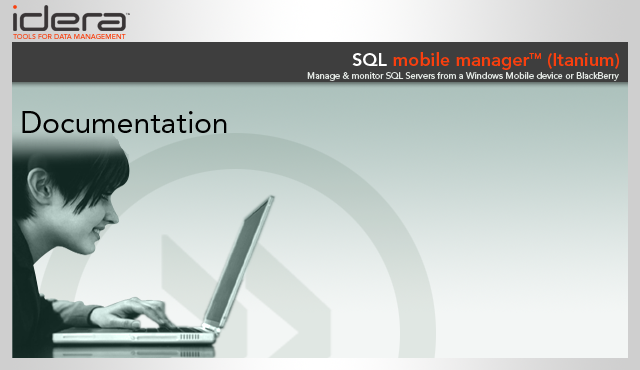 idera™
TOOLS FOR DATA MANAGEMENT
SQL mobile manager™ (Itanium)
Manage & monitor SQL Servers from a Windows Mobile device or BlackBerry
Documentation